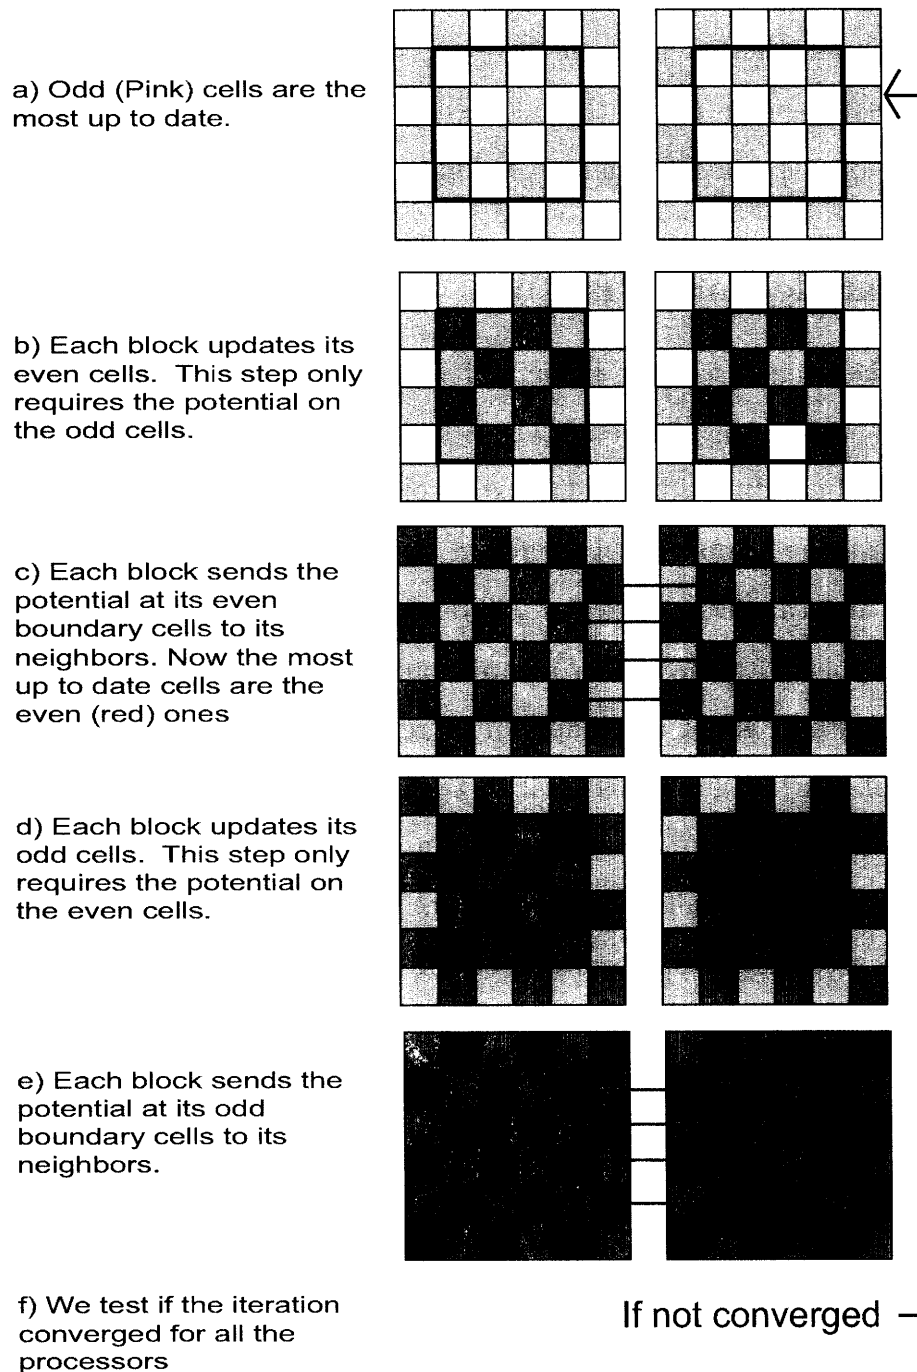 a) Odd (Pink) cells are the
most up to date.
b) Each block updates its
even cells. This step only
requires the potential on
the odd cells.
c) Each block sends the
potential at its even
boundary cells to its
neighbors. Now the most
up to date cells are the
even (red) ones
d) Each block updates its
odd cells. This step only
requires the potential on
the even cells.
e) Each block sends the
potential at its odd
boundary cells to its
neighbors.
f) We test if the iteration
converged for all the
processors
If not converged